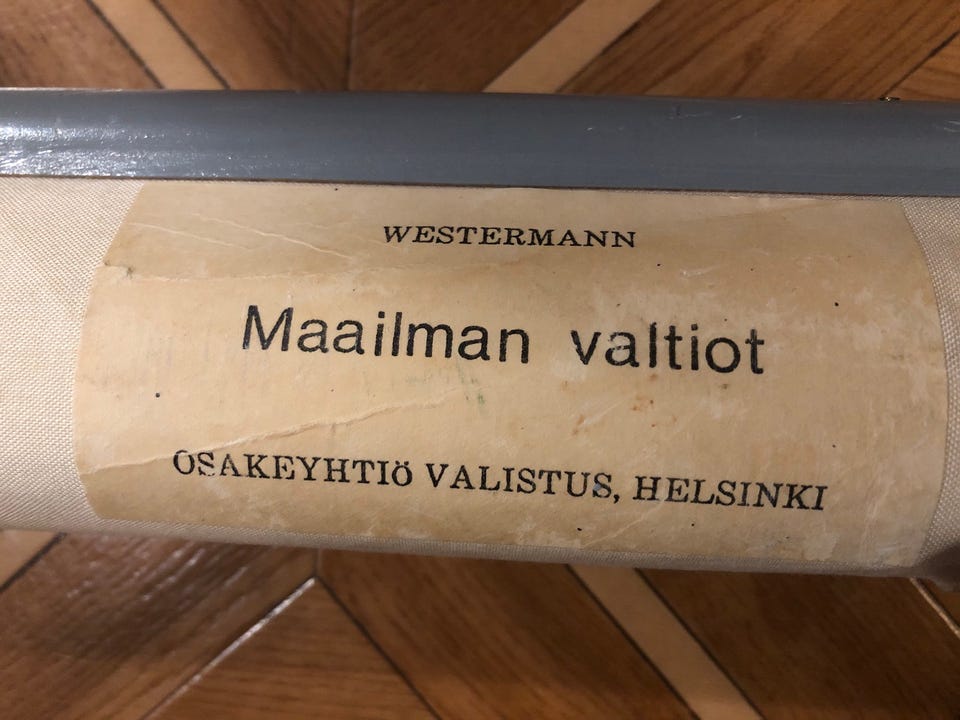 WESTERMANN
Maailman valtiot
OSAKEYHTIÖ VALISTUS, HELSINKI